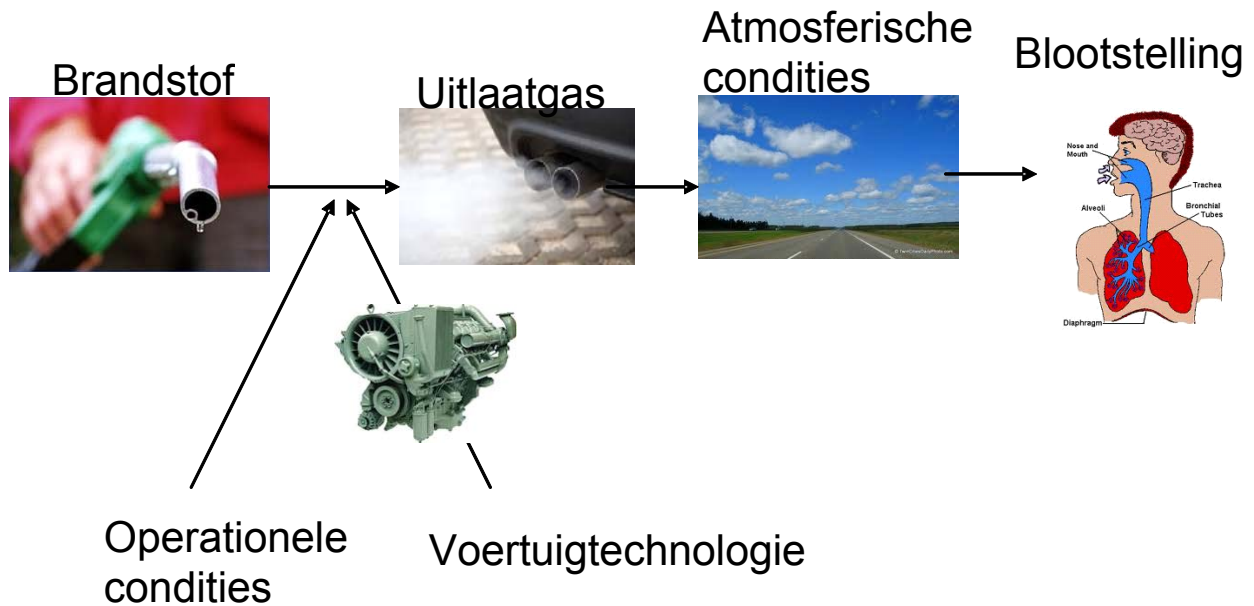 Brandstof
Uitlaatgas
Atmosferische
condities
Blootstelling
Nose and
Mouth
Trachea
Alveoli
Bronchial
Tubes
Diaphragm
Operationele
condities
Voertuigtechnologie